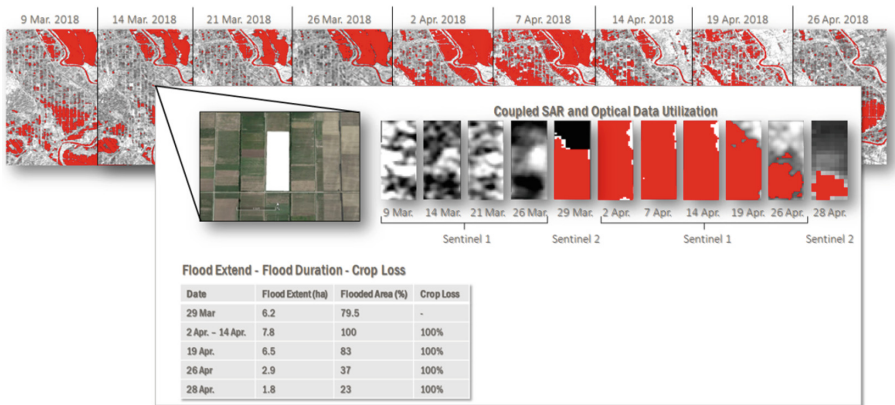 9 Mar. 2018 14 Mar. 2018 21 Mar. 2018 26 Mar. 2018 2 Apr. 2018 7 Apr. 2018 14 Apr. 2018 19 Apr. 2018 26 Apr. 2018
Coupled SAR and Optical Data Utilization
9 Mar. 14 Mar. 21 Mar. 26 Mar. 29 Mar. 2 Apr. 7 Apr. 14 Apr. 19 Apr. 26 Apr. 28 Apr.
Sentinel 1 Sentinel 2 Sentinel 1 Sentinel 2
Flood Extend - Flood Duration - Crop Loss
Date Flood Extent (ha) Flooded Area (%) Crop Loss
29 Mar 6.2 79.5 -
2 Apr. – 14 Apr. 7.8 100 100%
19 Apr. 6.5 83 100%
26 Apr 2.9 37 100%
28 Apr. 1.8 23 100%